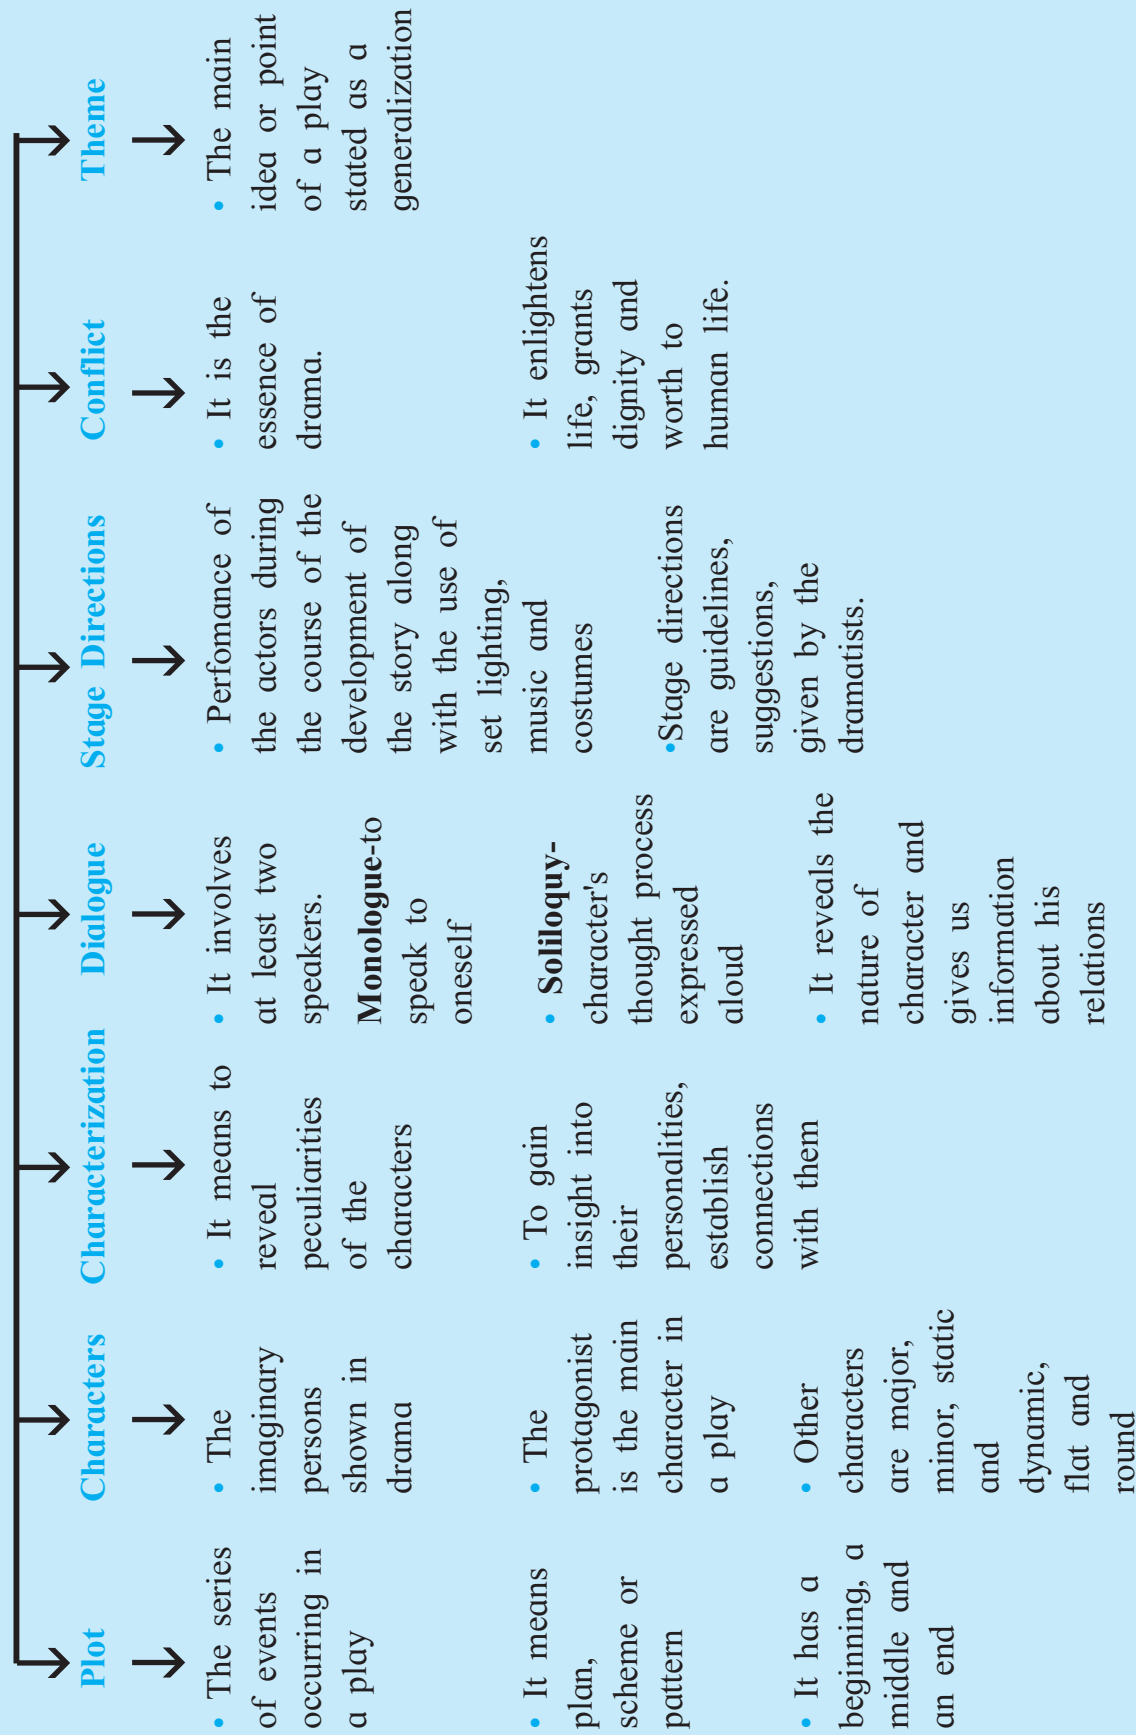 Plot
• The series
of events
occurring in
a play
• It means
plan,
scheme or
pattern
• It has a
beginning, a
middle and
an end
Characters
• The
imaginary
persons
shown in
drama
• The
protagonist
is the main
character in
a play
• Other
characters
are major,
minor, static
and
dynamic,
flat and
round
Characterization
• It means to
reveal
peculiarities
of the
characters
• To gain
insight into
their
personalities,
establish
connections
with them
Dialogue
• It involves
at least two
speakers.
Monologue-to
speak to
oneself
• Soliloquy-
character's
thought process
expressed
aloud
• It reveals the
nature of
character and
gives us
information
about his
relations
Stage Directions
• Perfomance of
the actors during
the course of the
development of
the story along
with the use of
set lighting,
music and
costumes
•Stage directions
are guidelines,
suggestions,
given by the
dramatists.
Conflict
• It is the
essence of
drama.
• It enlightens
life, grants
dignity and
worth to
human life.
Theme
• The main
idea or point
of a play
stated as a
generalization